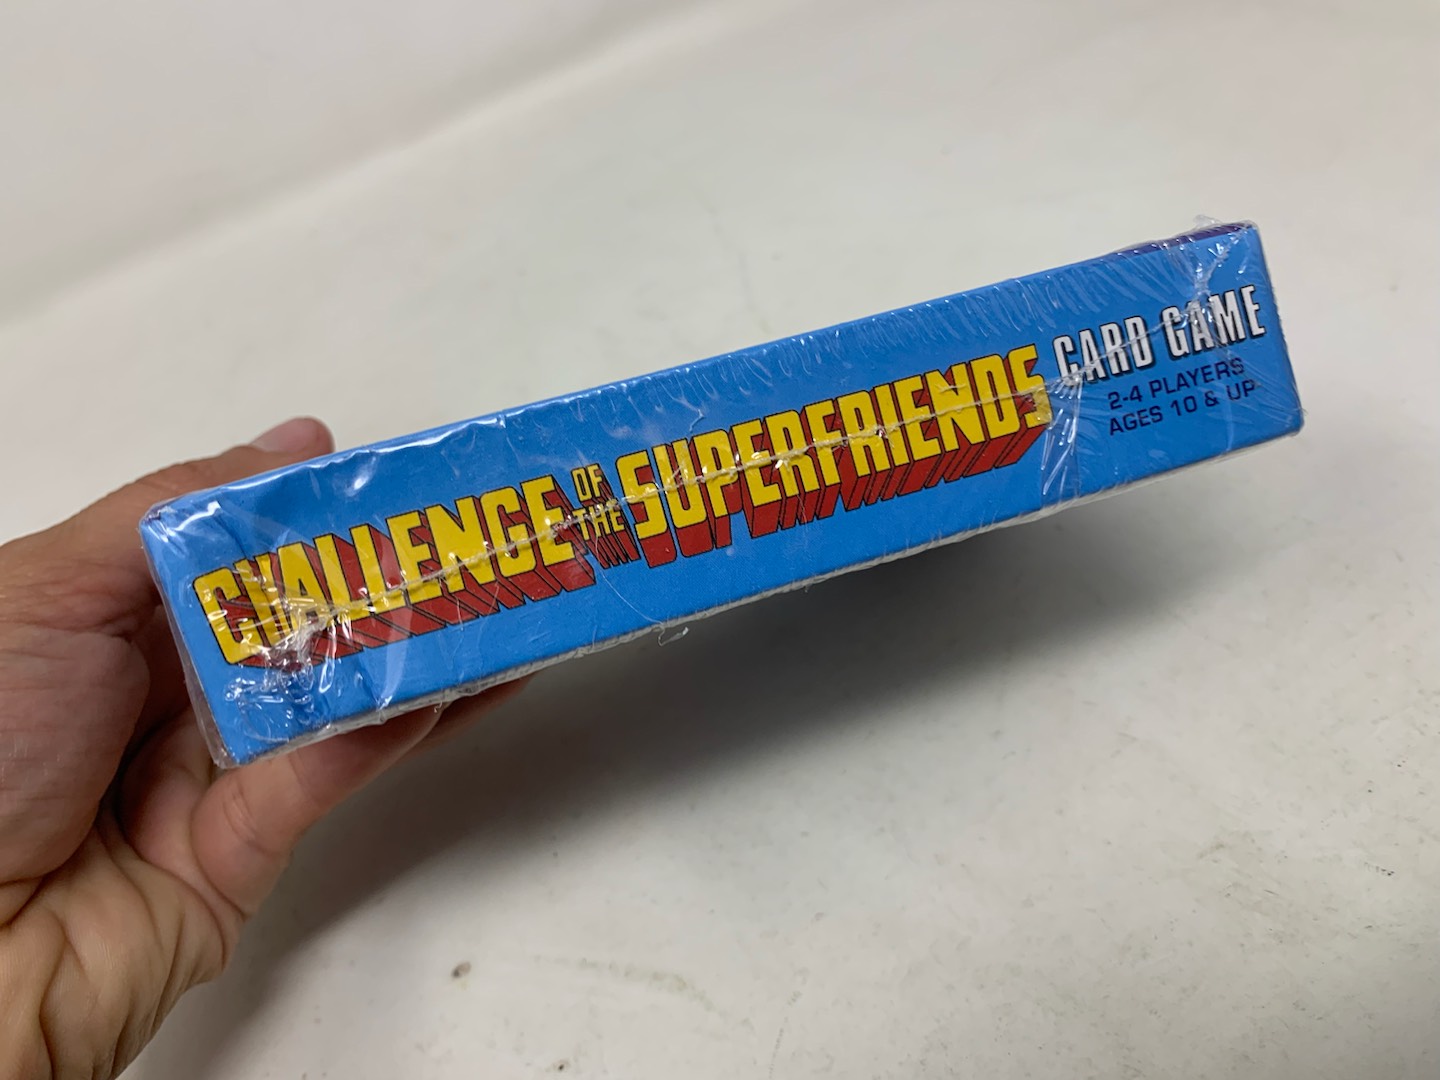 CHALLENGE OF THE SUPERFRIENDS CARD GAME
2-4 PLAYERS
AGES 10 & UP